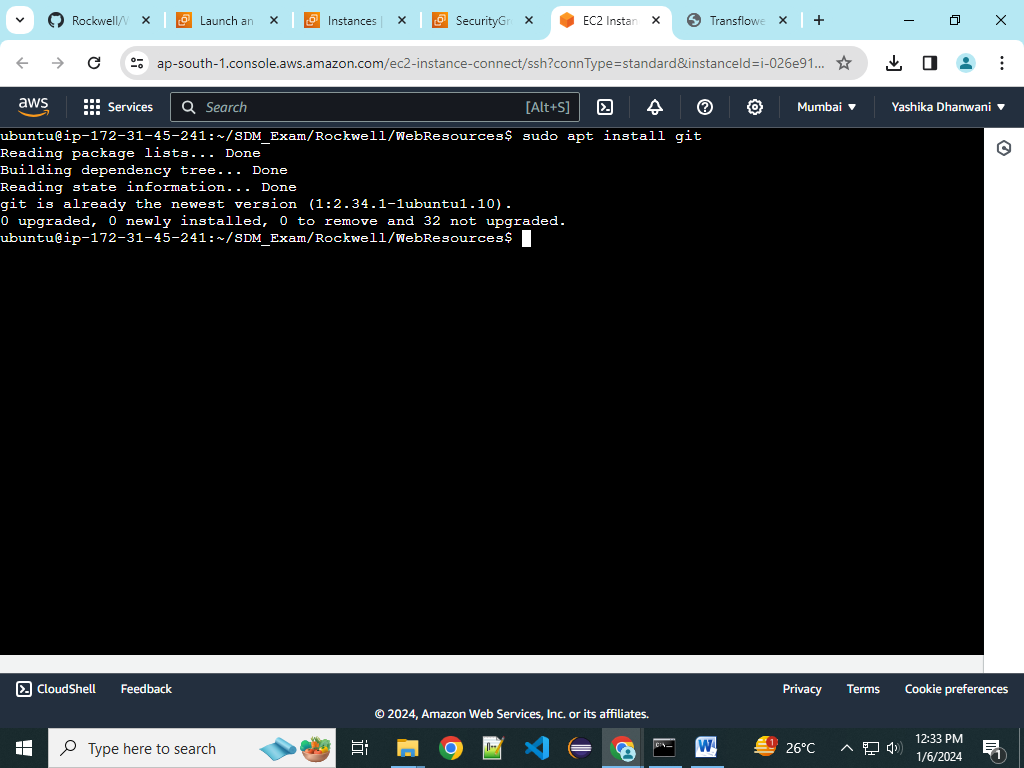 Rockwell/W
Launch an
Instances |
SecurityGr
EC2 Instan
Transflowe
ap-south-1.console.aws.amazon.com/ec2-instance-connect/ssh?connType=standard&instanceId=i-026e91...
aws
Services
Search
[Alt+S]
Mumbai
Yashika Dhanwani
ubuntu@ip-172-31-45-241:~/SDM_Exam/Rockwell/WebResources$ sudo apt install git
Reading package lists... Done
Building dependency tree... Done
Reading state information... Done
git is already the newest version (1:2.34.1-1ubuntu1.10).
0 upgraded, 0 newly installed, 0 to remove and 32 not upgraded.
ubuntu@ip-172-31-45-241:~/SDM_Exam/Rockwell/WebResources$
CloudShell
Feedback
Privacy
Terms
Cookie preferences
© 2024, Amazon Web Services, Inc. or its affiliates.
Type here to search
1
26°C
12:33 PM
1/6/2024
1